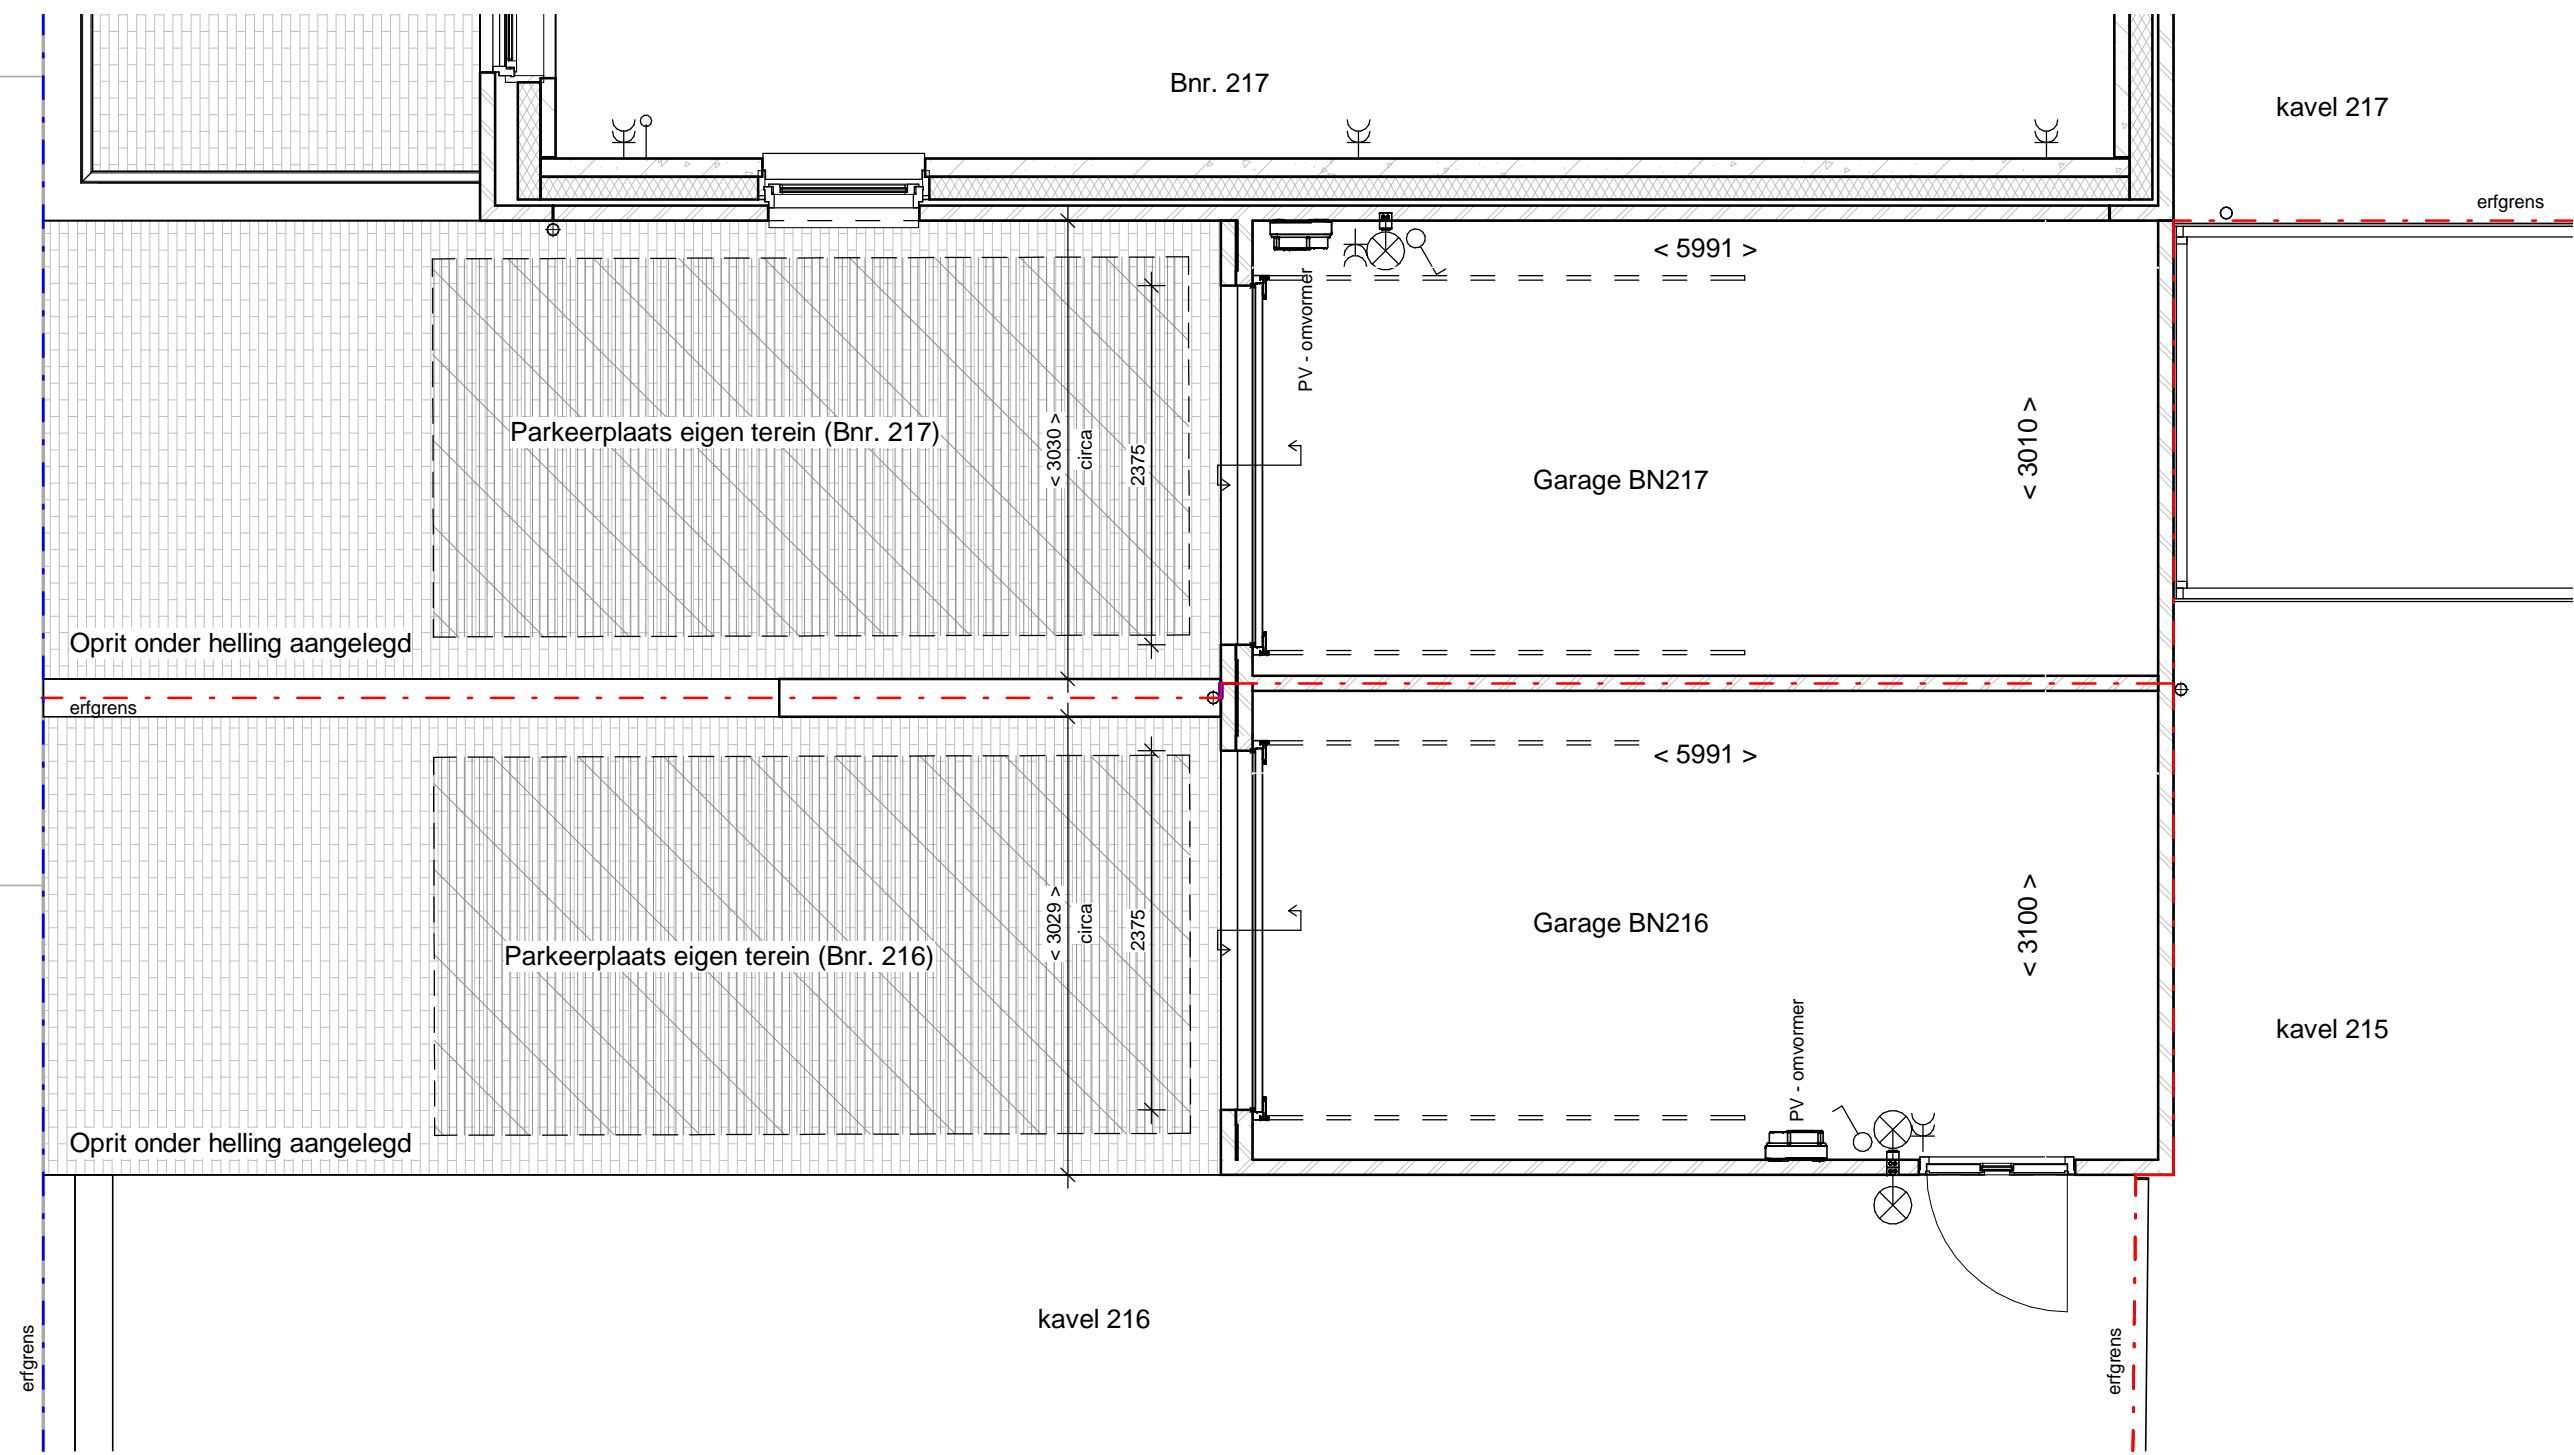 Bnr. 217
kavel 217
erfgrens
< 5991 >
PV - omvormer
Parkeerplaats eigen terein (Bnr. 217)
< 3030 >
circa
2375
Garage BN217
< 3010 >
Oprit onder helling aangelegd
erfgrens
< 5991 >
Parkeerplaats eigen terein (Bnr. 216)
< 3029 >
circa
2375
Garage BN216
< 3100 >
PV - omvormer
kavel 215
Oprit onder helling aangelegd
kavel 216
erfgrens
erfgrens